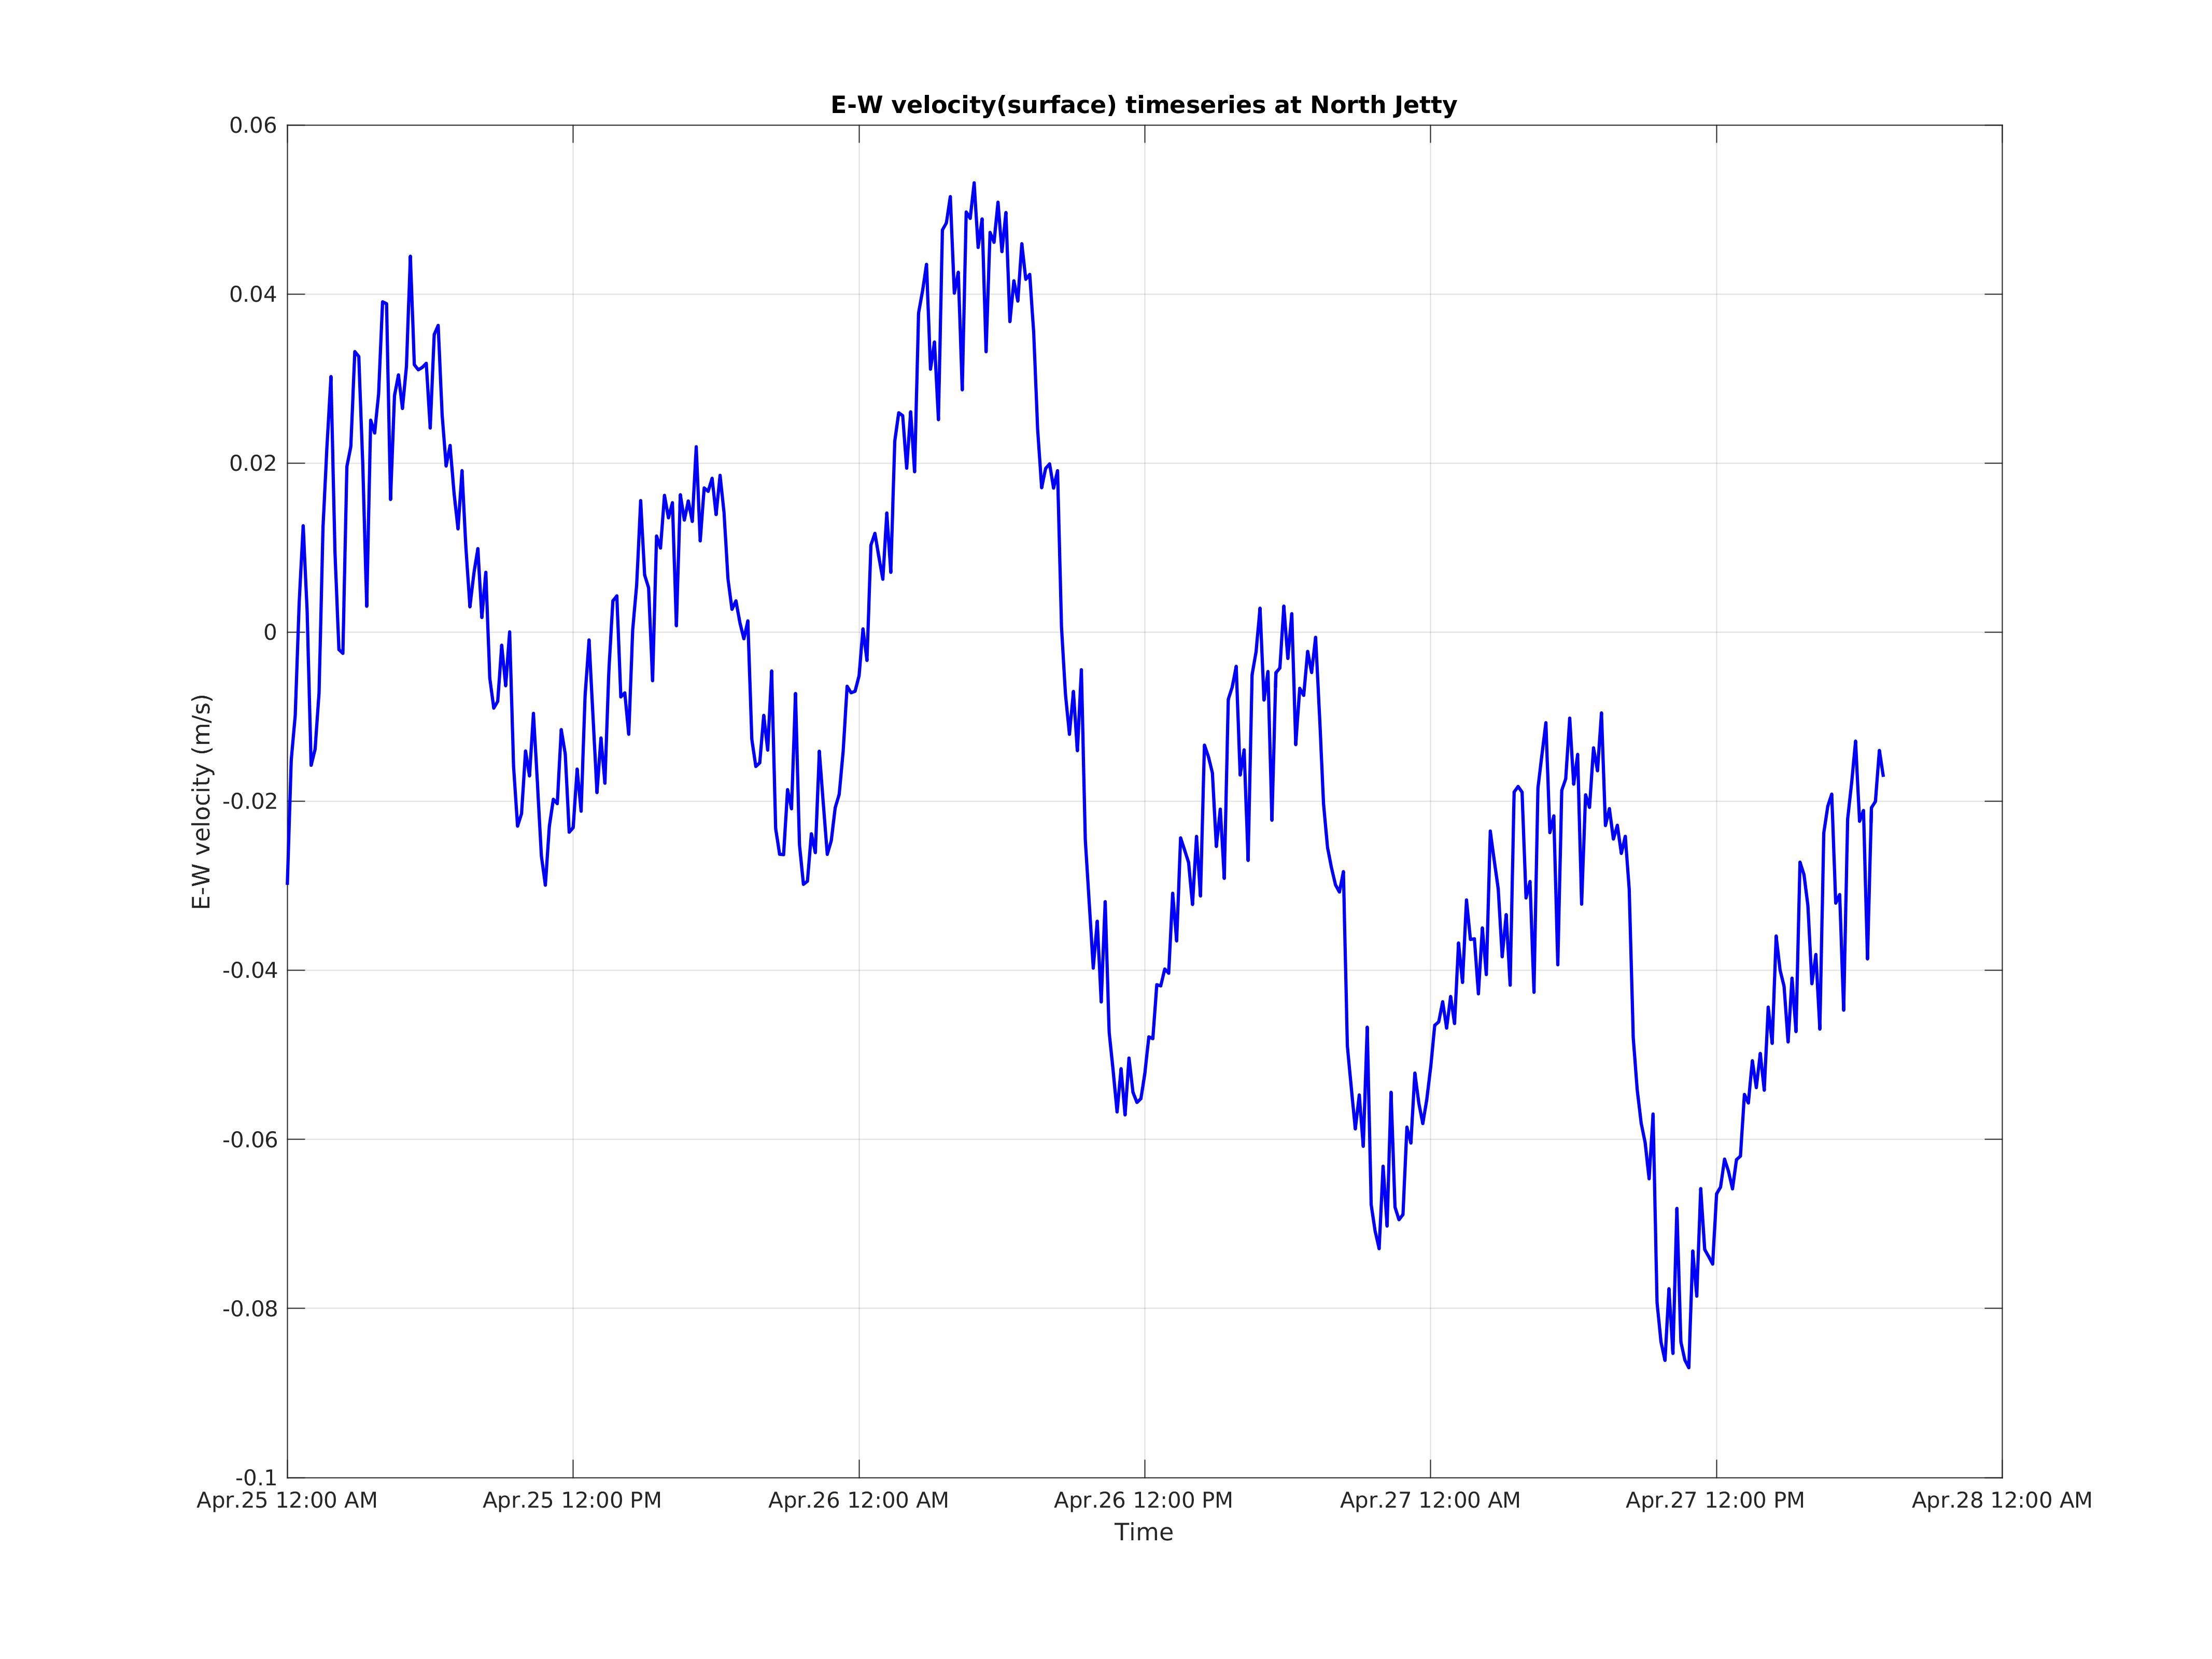 E-W velocity(surface) timeseries at North Jetty
0.06
0.04
0.02
0
-0.02
-0.04
-0.06
-0.08
-0.1
E-W velocity (m/s)
Apr.25 12:00 AM
Apr.25 12:00 PM
Apr.26 12:00 AM
Apr.26 12:00 PM
Apr.27 12:00 AM
Apr.27 12:00 PM
Apr.28 12:00 AM
Time